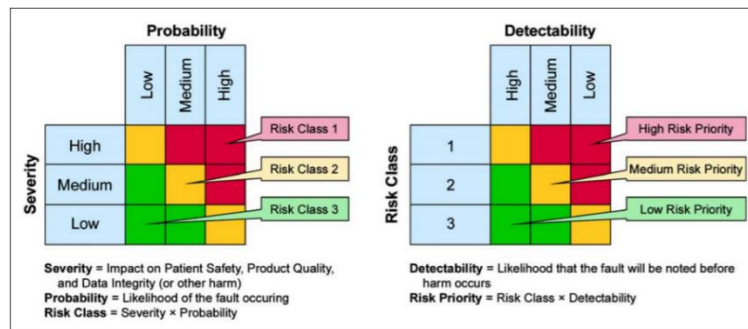 Probability
Low
Medium
High
Severity
High
Medium
Low
Risk Class 1
Risk Class 2
Risk Class 3
Severity = Impact on Patient Safety, Product Quality,
and Data Integrity (or other harm)
Probability = Likelihood of the fault occuring
Risk Class = Severity × Probability
Detectability
High
Medium
Low
Risk Class
1
2
3
High Risk Priority
Medium Risk Priority
Low Risk Priority
Detectability = Likelihood that the fault will be noted before
harm occurs
Risk Priority = Risk Class × Detectability